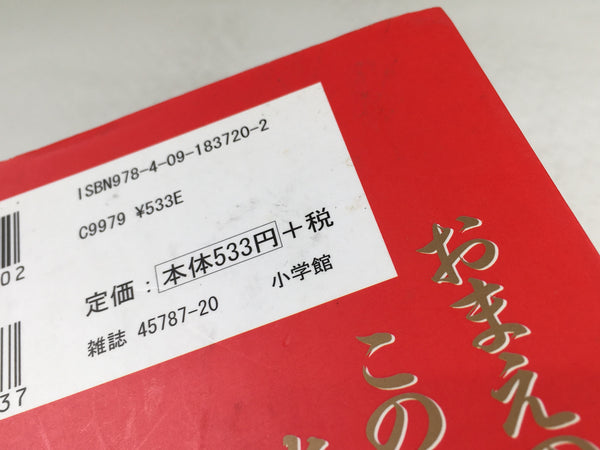 ISBN978-4-09-183720-2
C9979 ¥533E
定価：本体533円+税
雑誌 45787-20 小学館
02
37
おまえの
この